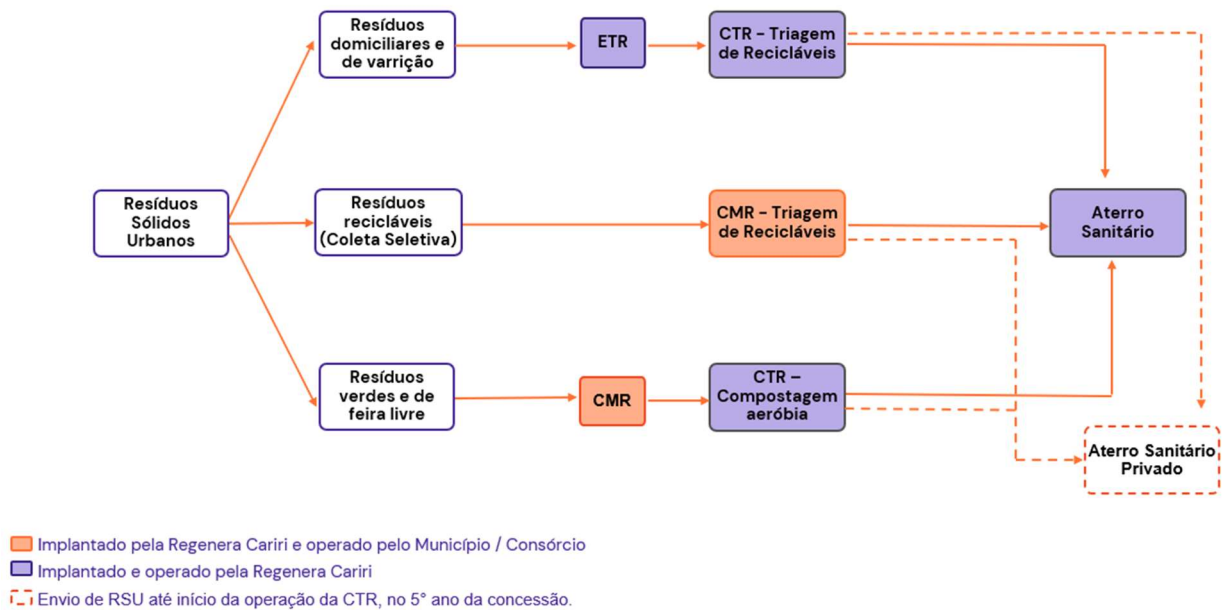 Resíduos
domiciliares e
de varrição
ETR
CTR – Triagem
de Recicláveis
Resíduos
Sólidos
Urbanos
Resíduos
recicláveis
(Coleta Seletiva)
CMR – Triagem
de Recicláveis
Aterro
Sanitário
Resíduos
verdes e de
feira livre
CMR
CTR –
Compostagem
aeróbia
Aterro Sanitário
Privado
Implantado pela Regenera Cariri e operado pelo Município / Consórcio
Implantado e operado pela Regenera Cariri
Envio de RSU até início da operação da CTR, no 5° ano da concessão.